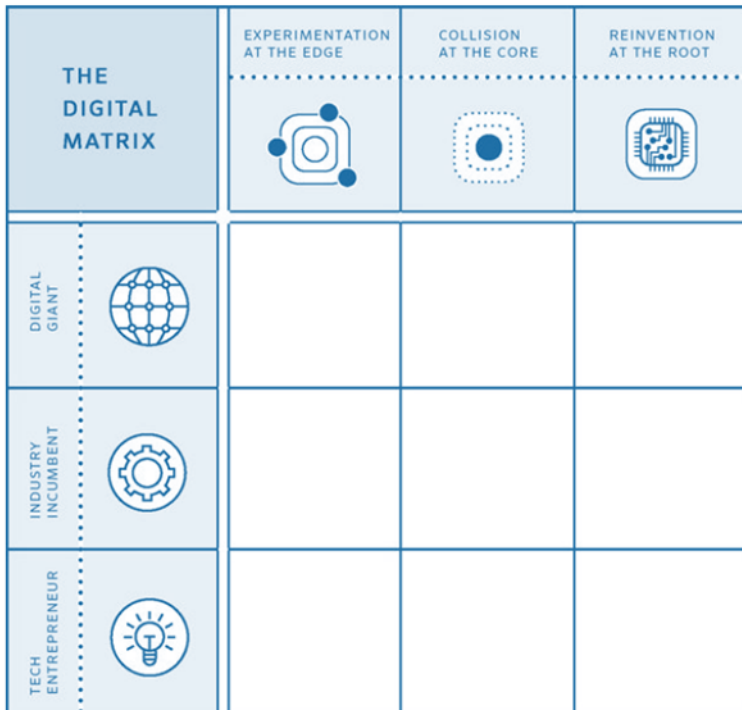 THE
DIGITAL
MATRIX
EXPERIMENTATION
AT THE EDGE
COLLISION
AT THE CORE
REINVENTION
AT THE ROOT
DIGITAL
GIANT
INDUSTRY
INCUMBENT
TECH
ENTREPRENEUR